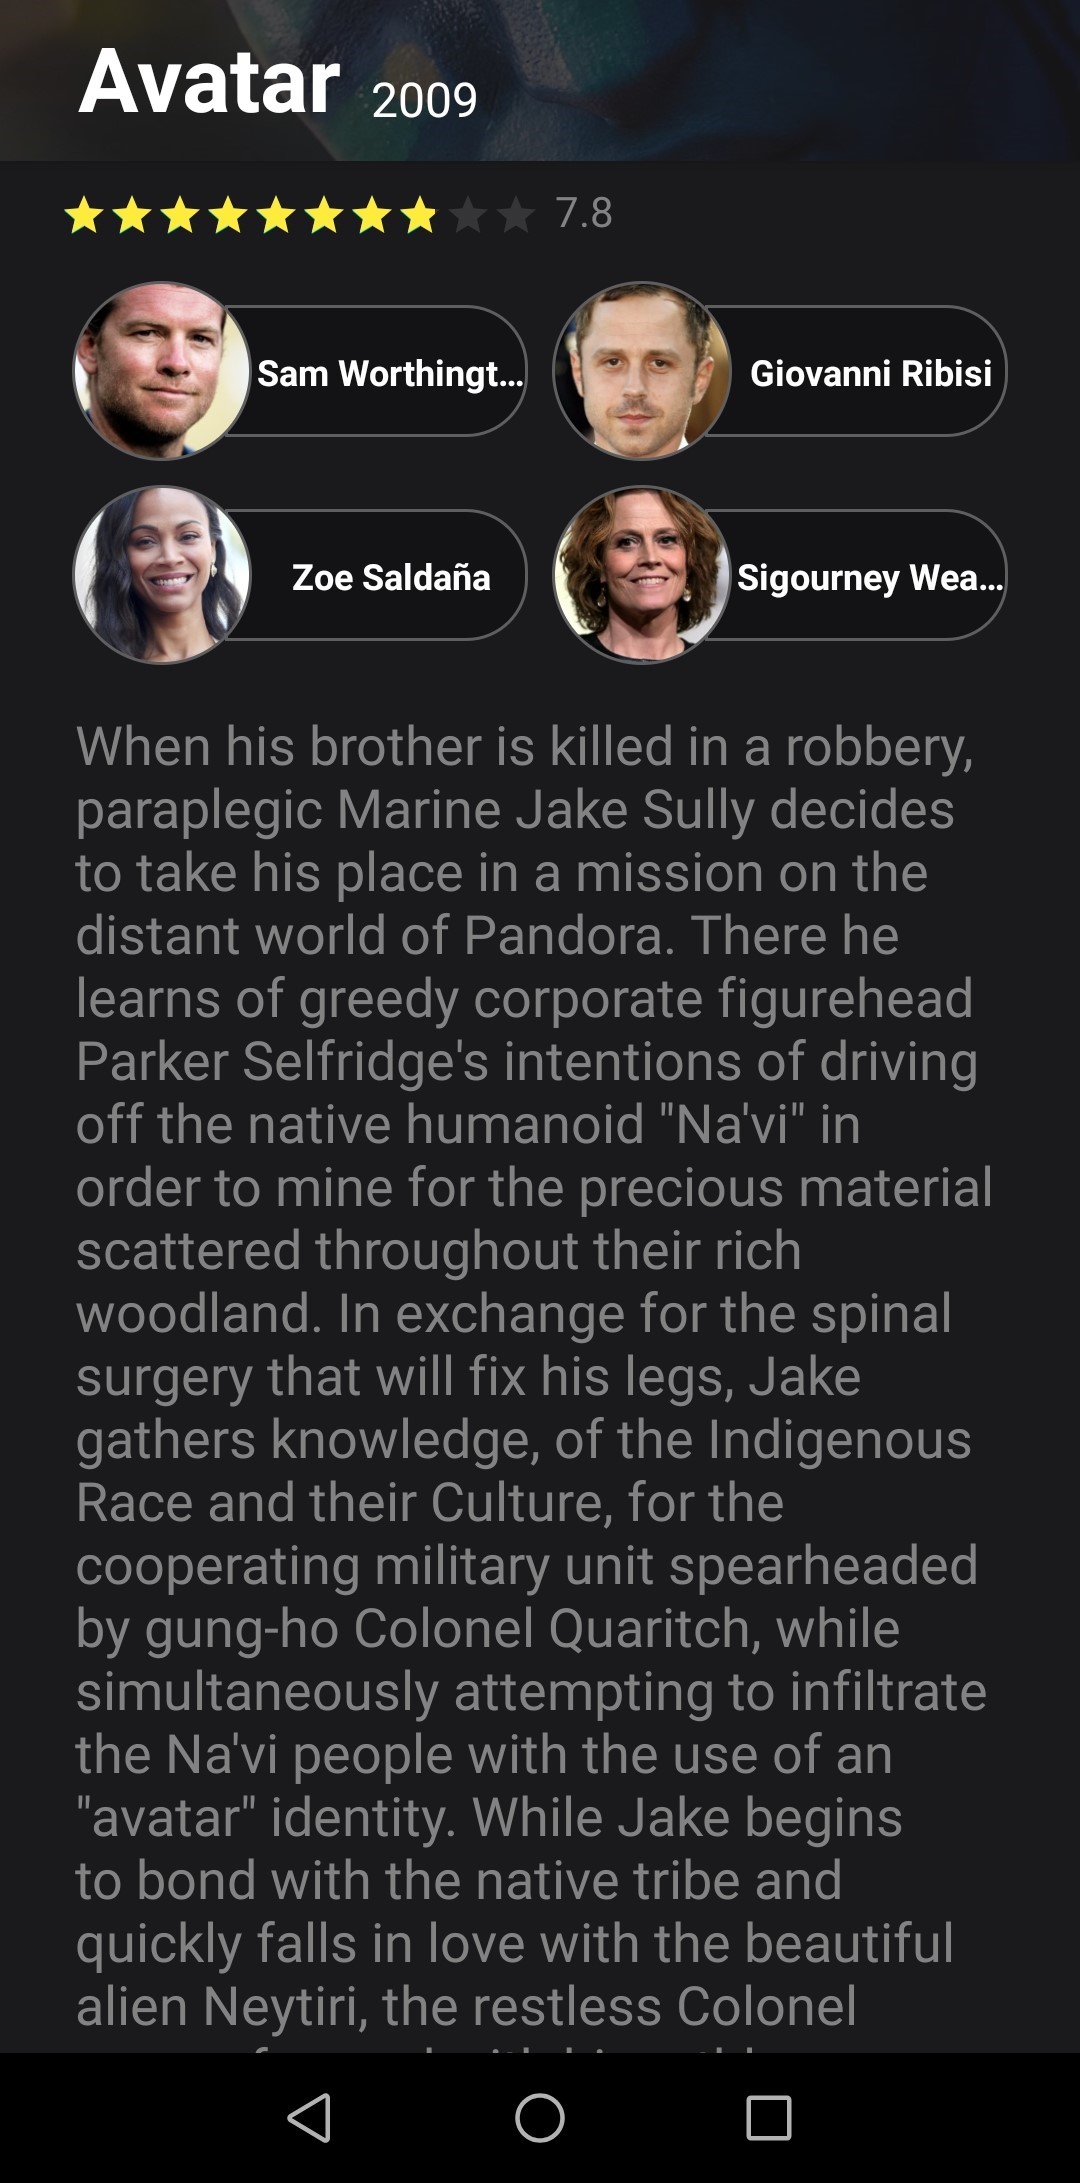 Avatar 2009
7.8
Sam Worthingt...
Giovanni Ribisi
Zoe Saldaña
Sigourney Wea...
When his brother is killed in a robbery,
paraplegic Marine Jake Sully decides
to take his place in a mission on the
distant world of Pandora. There he
learns of greedy corporate figurehead
Parker Selfridge's intentions of driving
off the native humanoid "Na'vi" in
order to mine for the precious material
scattered throughout their rich
woodland. In exchange for the spinal
surgery that will fix his legs, Jake
gathers knowledge, of the Indigenous
Race and their Culture, for the
cooperating military unit spearheaded
by gung-ho Colonel Quaritch, while
simultaneously attempting to infiltrate
the Na'vi people with the use of an
"avatar" identity. While Jake begins
to bond with the native tribe and
quickly falls in love with the beautiful
alien Neytiri, the restless Colonel